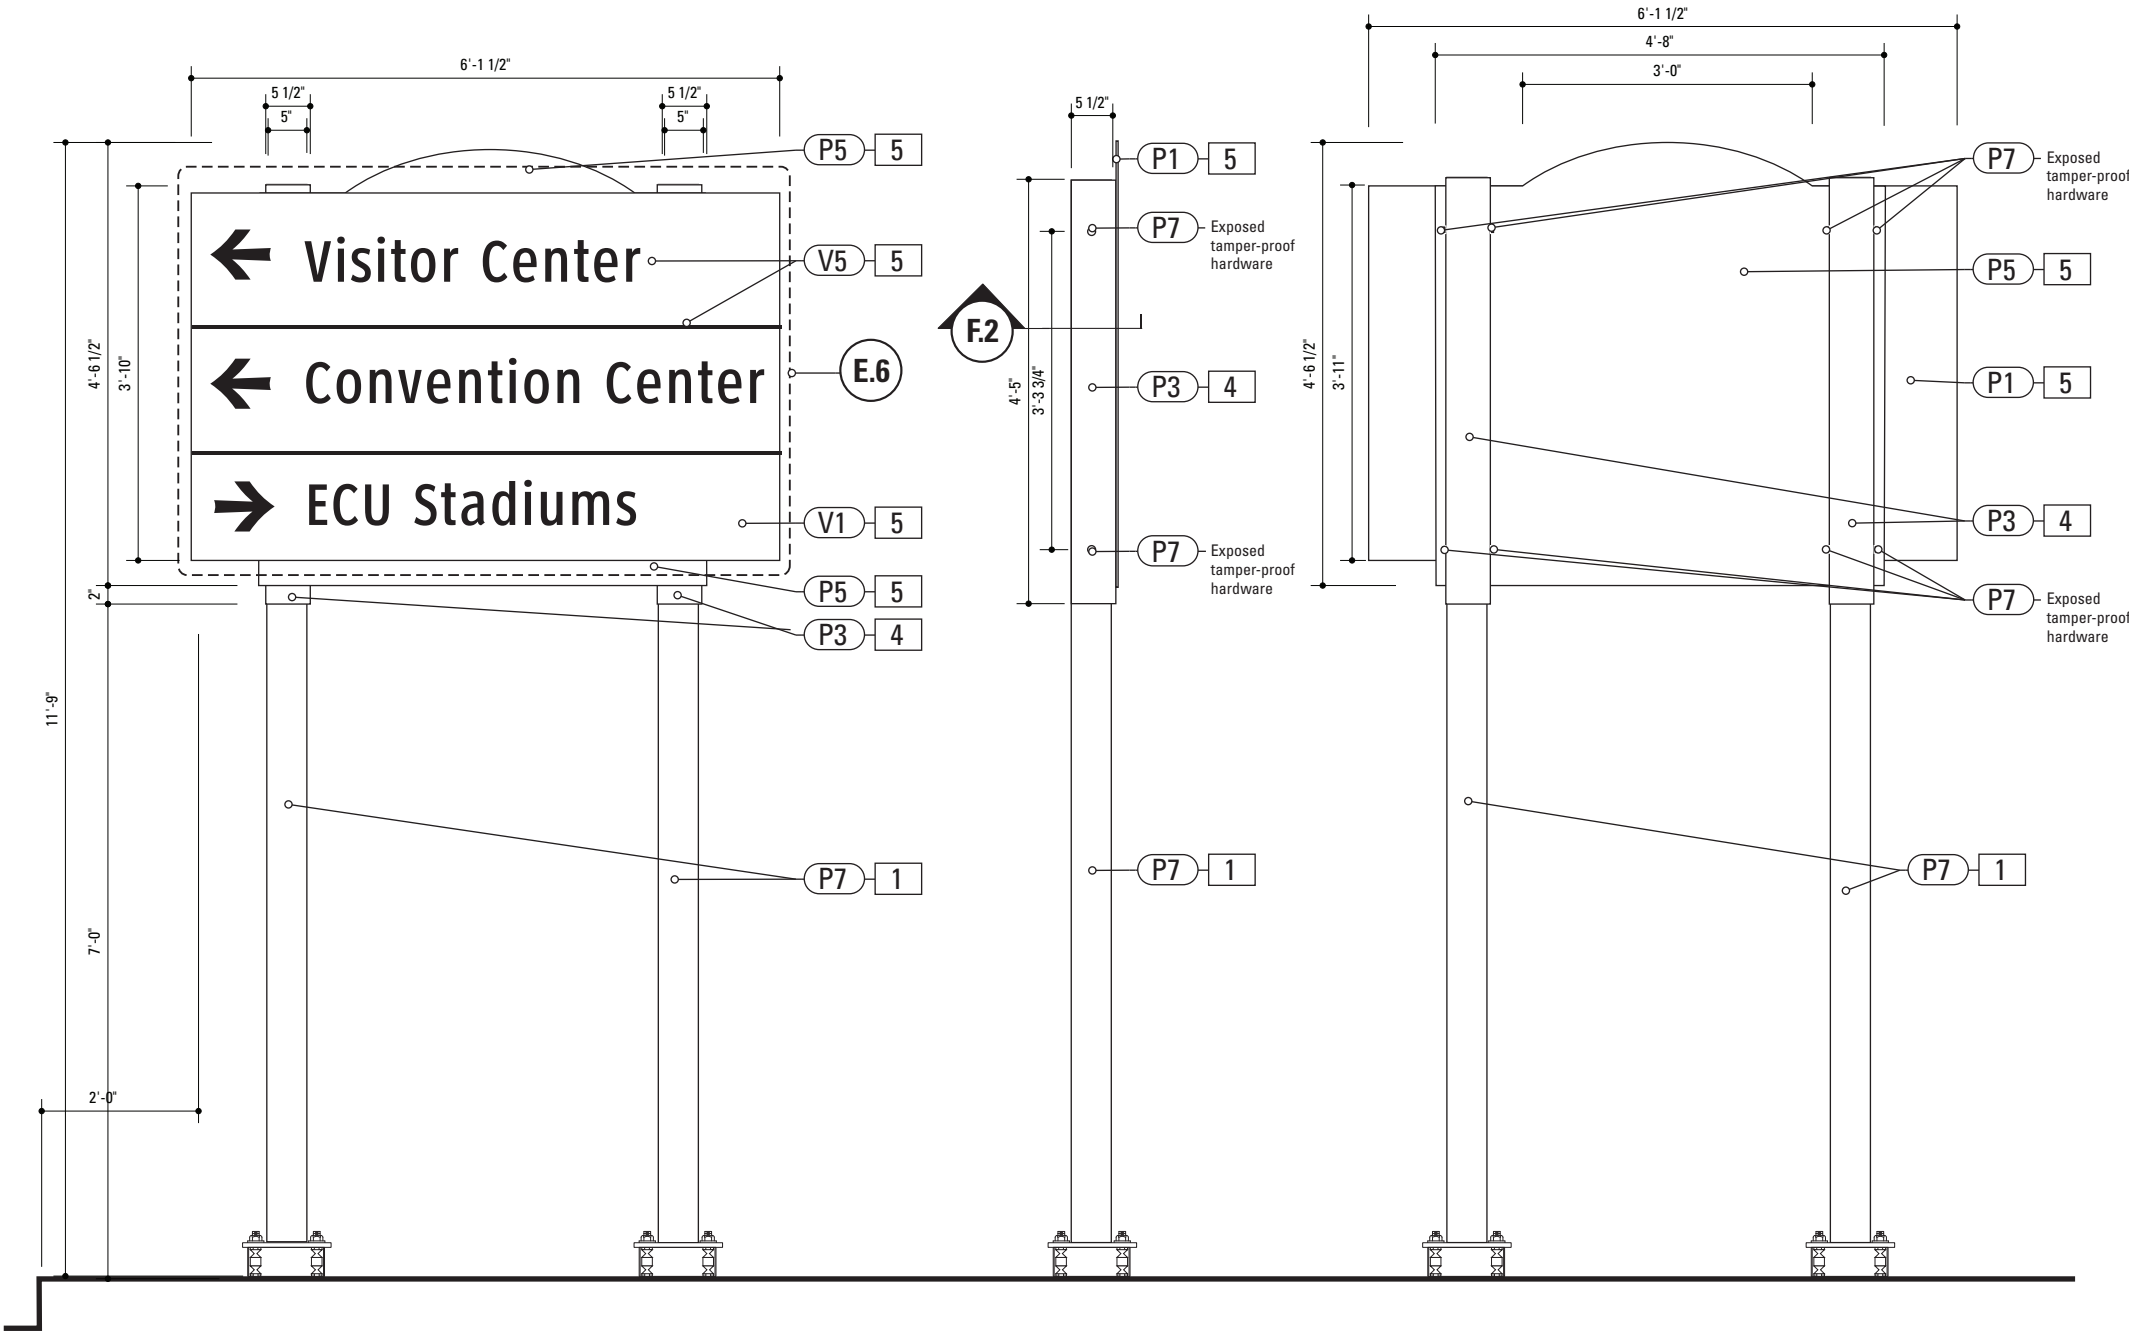 6'-1 1/2"
5 1/2"
5"
5 1/2"
5"
P5 5
Visitor Center
V5 5
Convention Center
E.6
ECU Stadiums
V1 5
P5 5
P3 4
P7 1
4'-6 1/2"
3'-10"
2"
11'-9"
7'-0"
2'-0"
5 1/2"
P1 5
P7 Exposed
tamper-proof
hardware
F.2
4'-5"
3'-3 3/4"
P3 4
P7 Exposed
tamper-proof
hardware
P7 1
6'-1 1/2"
4'-8"
3'-0"
P7 Exposed
tamper-proof
hardware
P5 5
4'-6 1/2"
3'-11"
P1 5
P3 4
P7 Exposed
tamper-proof
hardware
P7 1